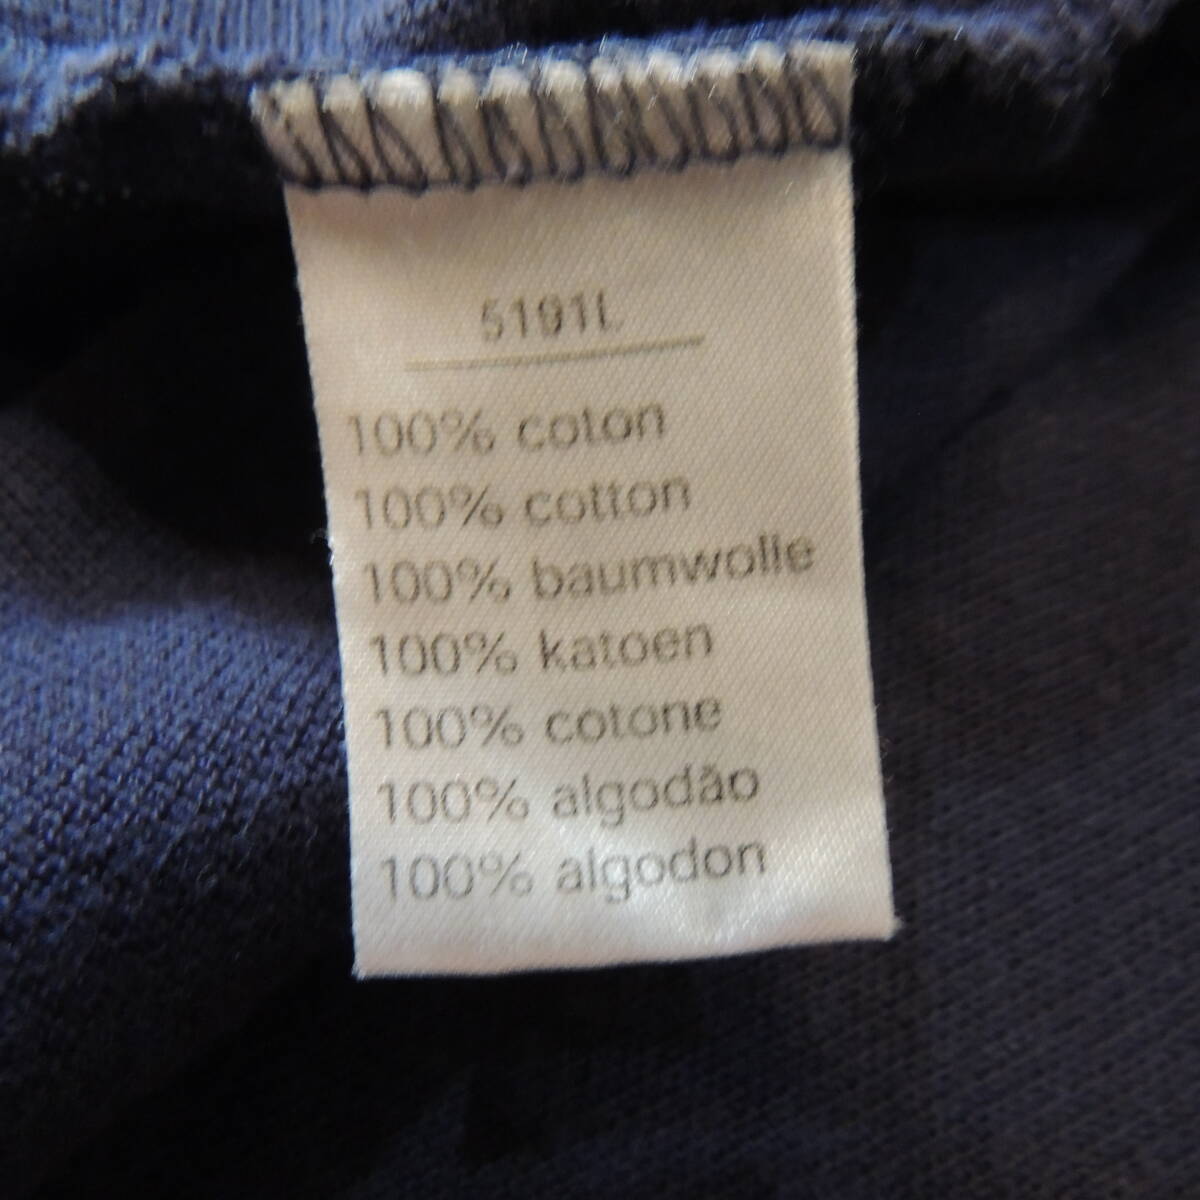 5191L
100% coton
100% cotton
100% baumwolle
100% katoen
100% cotone
100% algodão
100% algodon